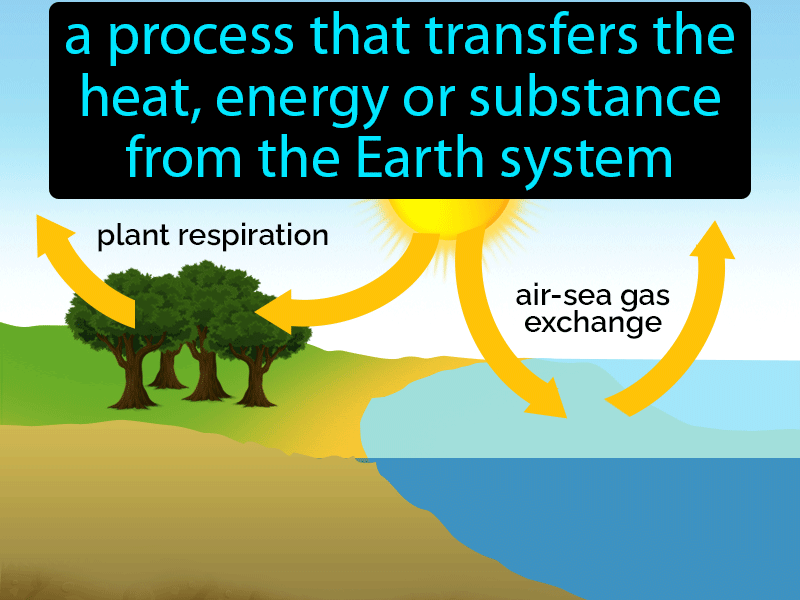 a process that transfers the
heat, energy or substance
from the Earth system
plant respiration
air-sea gas
exchange